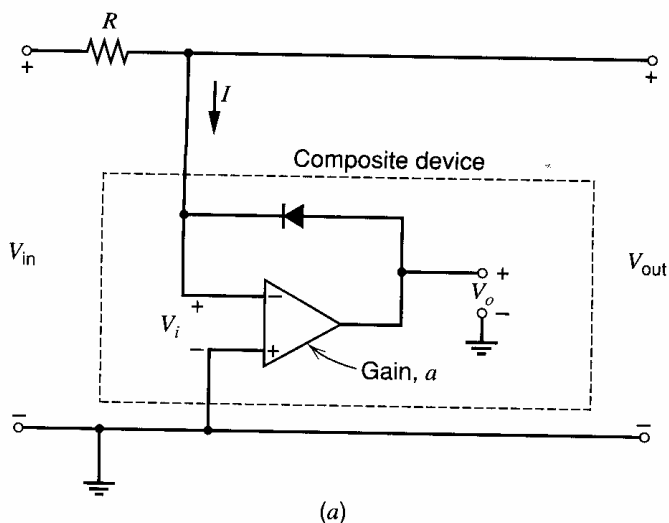 R
+
+
I
Composite device
V_in
V_out
+
V_o
−
−
+
V_i
−
+
Gain, a
−
−
(a)